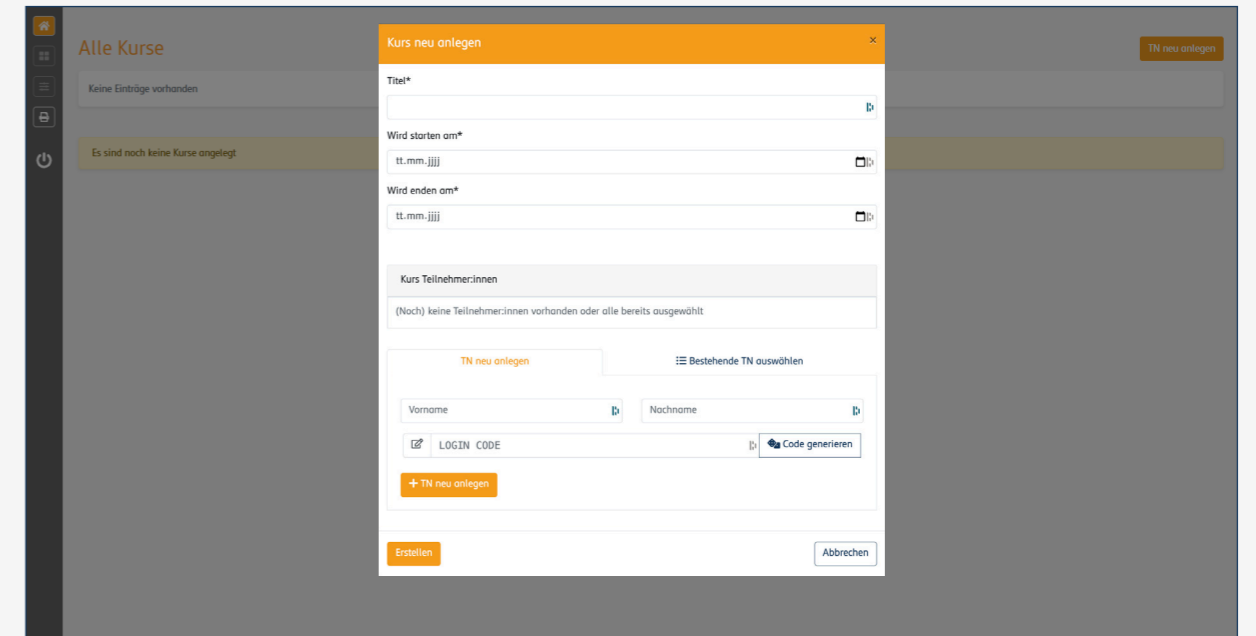 Alle Kurse
TN neu anlegen
Keine Einträge vorhanden
Es sind noch keine Kurse angelegt
Kurs neu anlegen
×
Titel*
Wird starten am*
tt.mm.jjjj
Wird enden am*
tt.mm.jjjj
Kurs Teilnehmer:innen
(Noch) keine Teilnehmer:innen vorhanden oder alle bereits ausgewählt
TN neu anlegen
Bestehende TN auswählen
Vorname
Nachname
LOGIN CODE
Code generieren
+ TN neu anlegen
Erstellen
Abbrechen